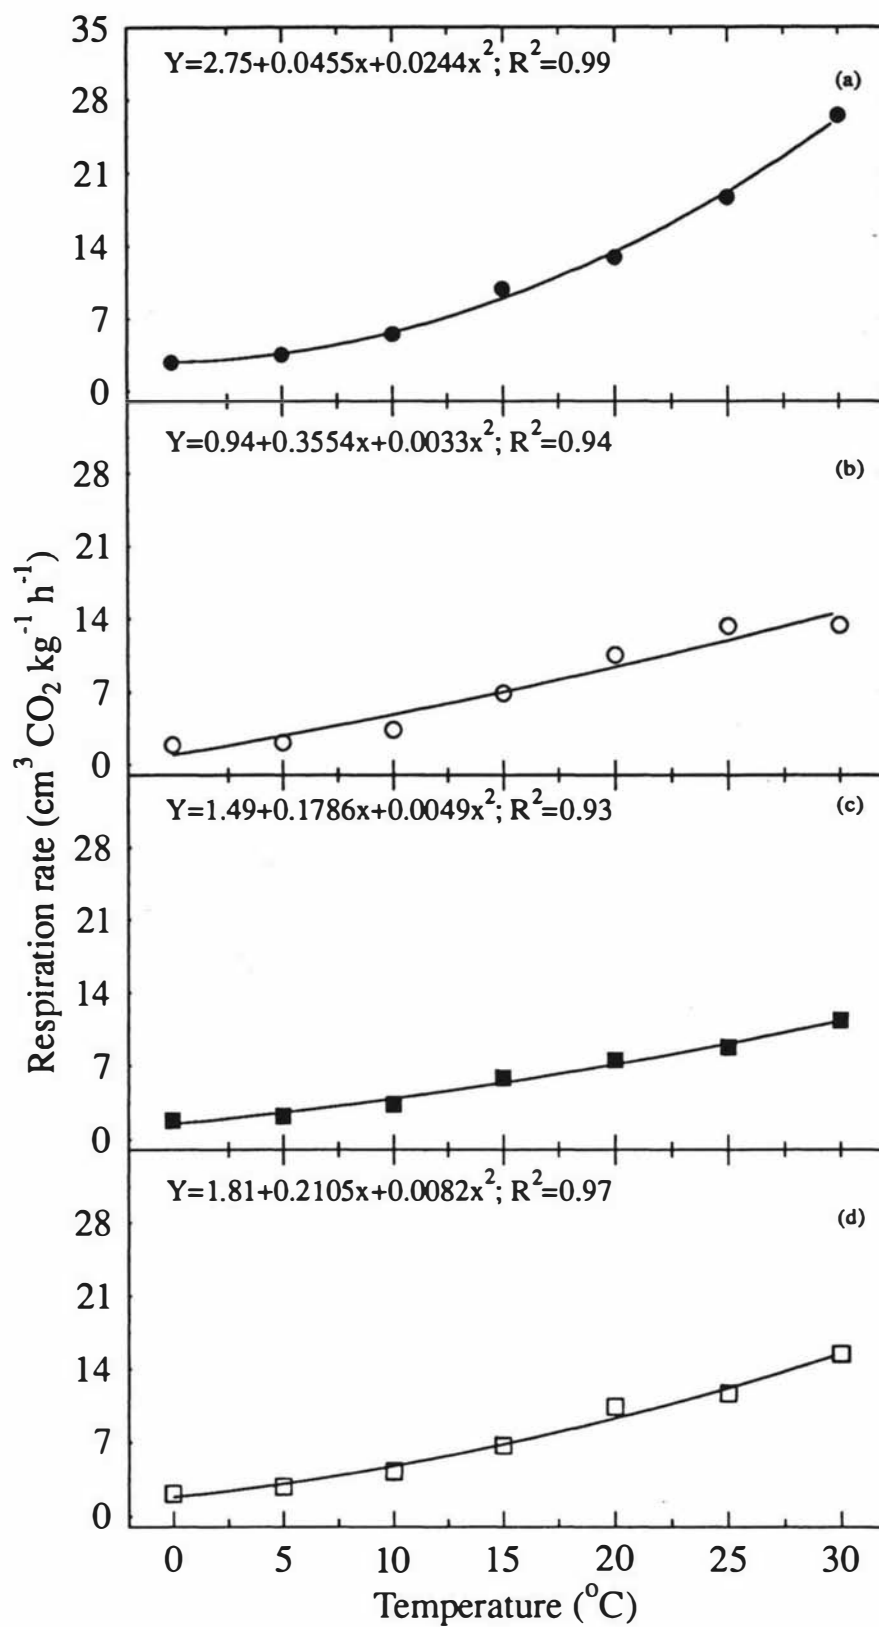 35
Y=2.75+0.0455x+0.0244x²; R²=0.99
(a)
28
21
14
7
0
Y=0.94+0.3554x+0.0033x²; R²=0.94
(b)
28
21
14
7
0
Y=1.49+0.1786x+0.0049x²; R²=0.93
(c)
28
21
14
7
0
Y=1.81+0.2105x+0.0082x²; R²=0.97
(d)
28
21
14
7
0
Respiration rate (cm³ CO₂ kg⁻¹ h⁻¹)
0 5 10 15 20 25 30
Temperature (°C)